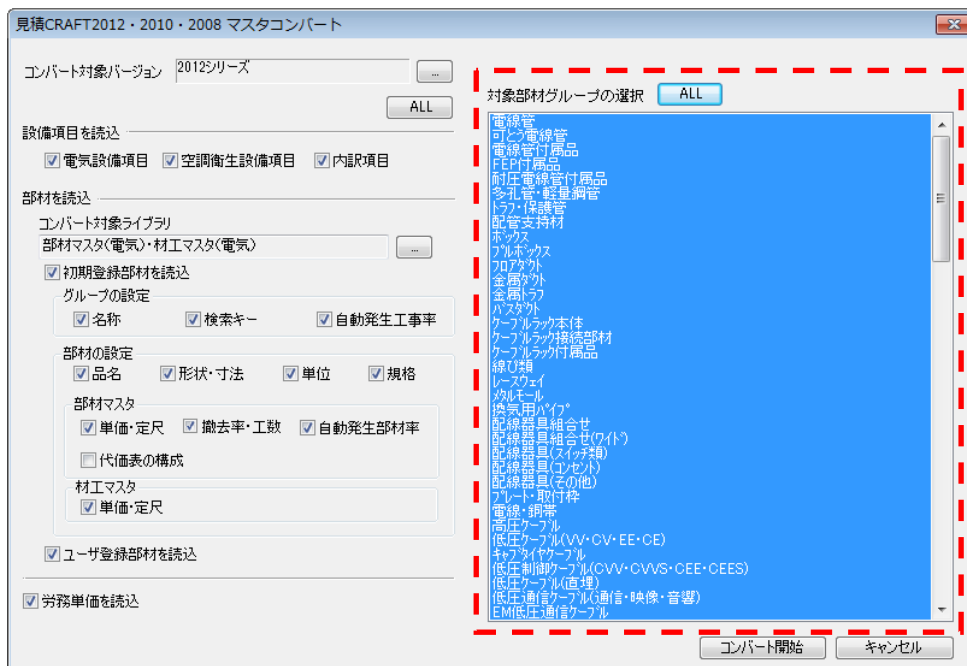 見積CRAFT2012・2010・2008 マスタコンバート
コンバート対象バージョン 2012シリーズ ...
ALL
設備項目を読込
電気設備項目 空調衛生設備項目 内訳項目
部材を読込
コンバート対象ライブラリ
部材マスタ(電気)・材工マスタ(電気) ...
初期登録部材を読込
グループの設定
名称 検索キー 自動発生工事率
部材の設定
品名 形状・寸法 単位 規格
部材マスタ
単価・定尺 撤去率・工数 自動発生部材率
代価表の構成
材工マスタ
単価・定尺
ユーザ登録部材を読込
労務単価を読込
対象部材グループの選択 ALL
電線管
可とう電線管
電線管付属品
FEP付属品
耐圧電線管付属品
多孔管・軽量鋼管
トラフ・保護管
配管支持材
ボックス
プルボックス
フロアダクト
金属ダクト
金属トラフ
バスダクト
ケーブルラック本体
ケーブルラック接続部材
ケーブルラック付属品
線ぴ類
レースウェイ
メタルモール
換気用パイプ
配線器具組合せ
配線器具組合せ(ワイド)
配線器具(スイッチ類)
配線器具(コンセント)
配線器具(その他)
プレート・取付枠
電線・銅帯
高圧ケーブル
低圧ケーブル(VV・CV・EE・CE)
キャブタイヤケーブル
低圧制御ケーブル(CVV・CVVS・CEE・CEES)
低圧ケーブル(直埋)
低圧通信ケーブル(通信・映像・音響)
EM低圧通信ケーブル
コンバート開始 キャンセル